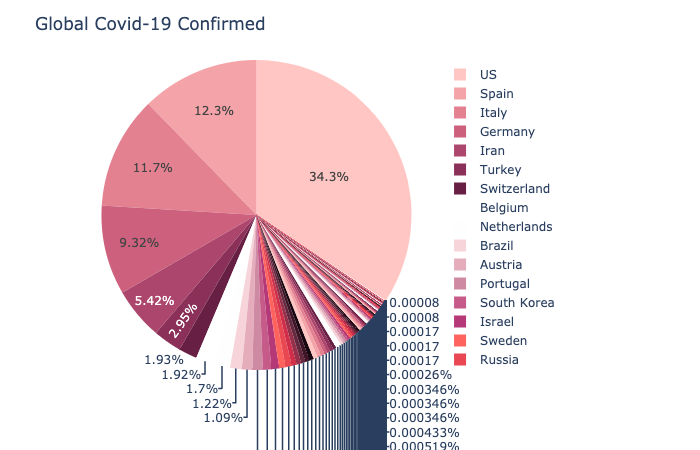 Global Covid-19 Confirmed
34.3%
12.3%
11.7%
9.32%
5.42%
2.95%
1.93%
1.92%
1.7%
1.22%
1.09%
US
Spain
Italy
Germany
Iran
Turkey
Switzerland
Belgium
Netherlands
Brazil
Austria
Portugal
South Korea
Israel
Sweden
Russia
0.00008
0.00008
0.00017
0.00017
0.00017
0.00026%
0.000346%
0.000346%
0.000346%
0.000433%
0.000519%